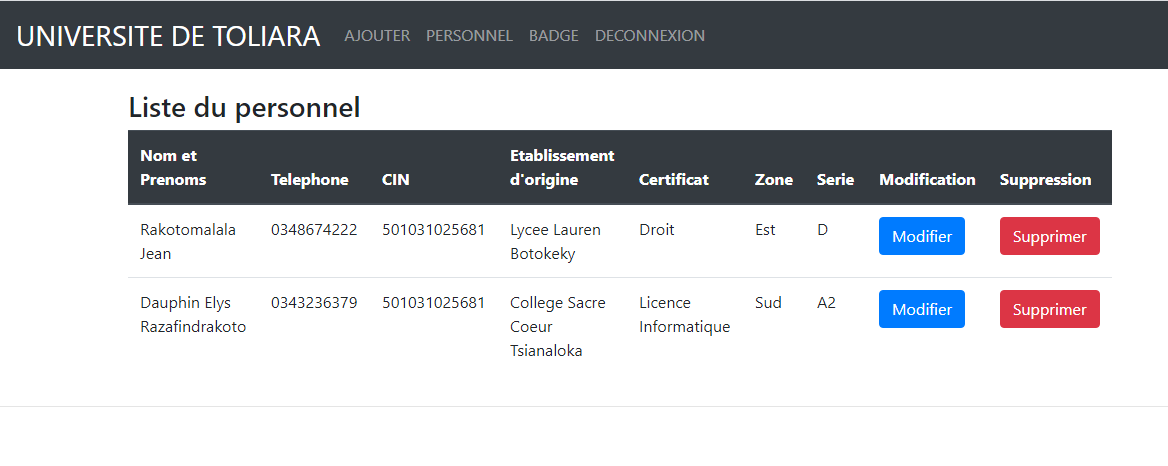 UNIVERSITE DE TOLIARA AJOUTER PERSONNEL BADGE DECONNEXION
Liste du personnel
Nom et Prenoms Telephone CIN Etablissement d'origine Certificat Zone Serie Modification Suppression
Rakotomalala Jean 0348674222 501031025681 Lycee Lauren Botokeky Droit Est D Modifier Supprimer
Dauphin Elys Razafindrakoto 0343236379 501031025681 College Sacre Coeur Tsianaloka Licence Informatique Sud A2 Modifier Supprimer